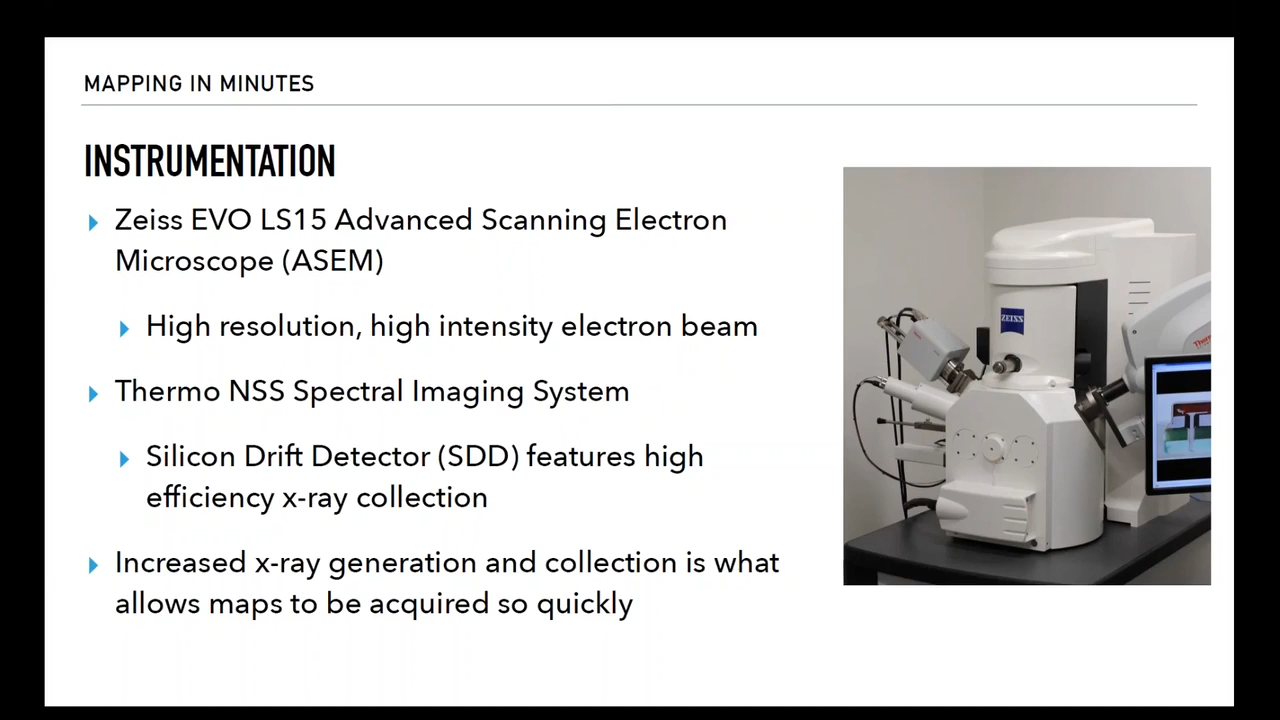 MAPPING IN MINUTES
INSTRUMENTATION
Zeiss EVO LS15 Advanced Scanning Electron
Microscope (ASEM)
High resolution, high intensity electron beam
Thermo NSS Spectral Imaging System
Silicon Drift Detector (SDD) features high
efficiency x-ray collection
Increased x-ray generation and collection is what
allows maps to be acquired so quickly
ZEISS